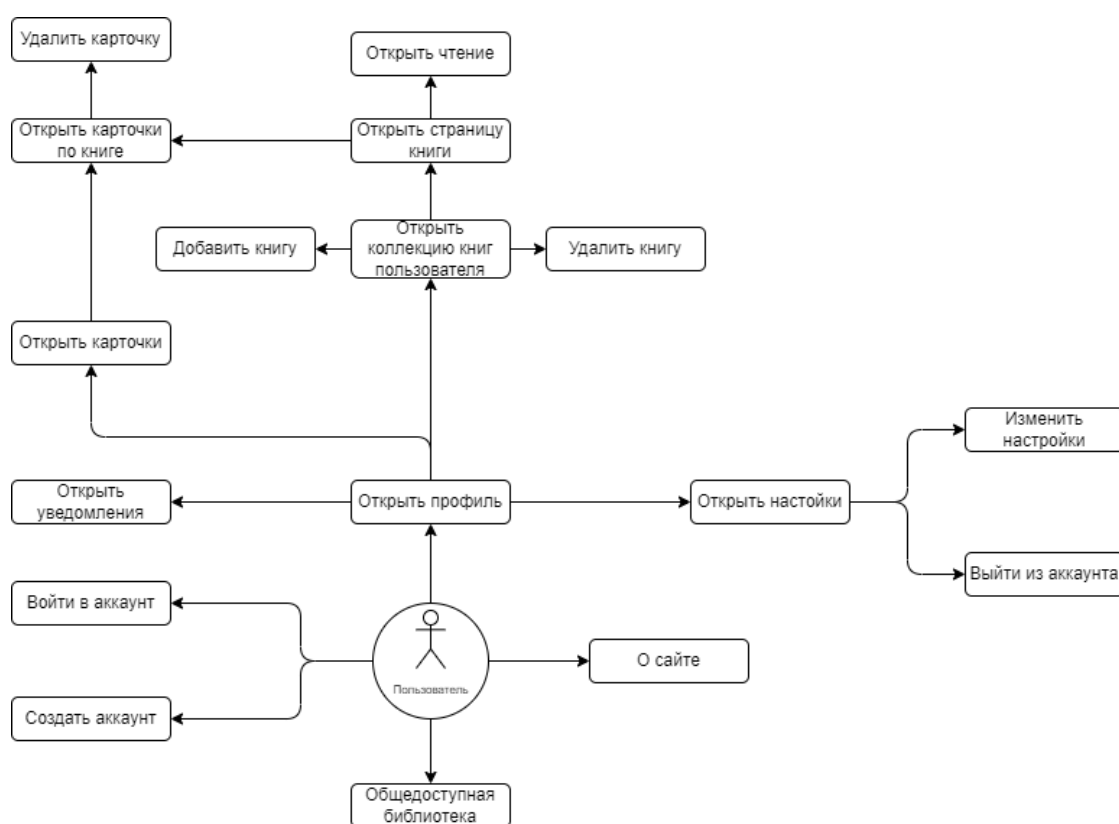 Удалить карточку
Открыть чтение
Открыть карточки
по книге
Открыть страницу
книги
Добавить книгу
Открыть
коллекцию книг
пользователя
Удалить книгу
Открыть карточки
Изменить
настройки
Открыть
уведомления
Открыть профиль
Открыть настойки
Выйти из аккаунта
Войти в аккаунт
Пользователь
О сайте
Создать аккаунт
Общедоступная
библиотека